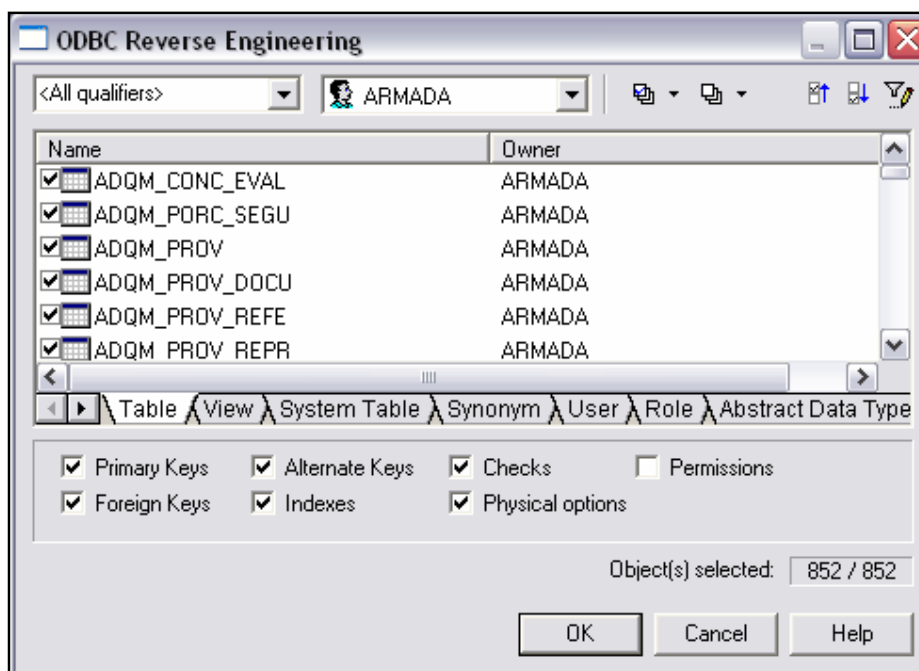 ODBC Reverse Engineering
<All qualifiers> ARMADA
Name Owner
ADQM_CONC_EVAL ARMADA
ADQM_PORC_SEGU ARMADA
ADQM_PROV ARMADA
ADQM_PROV_DOCU ARMADA
ADQM_PROV_REFE ARMADA
ADQM_PROV_REPR ARMADA
Table View System Table Synonym User Role Abstract Data Type
Primary Keys Alternate Keys Checks Permissions
Foreign Keys Indexes Physical options
Object(s) selected: 852 / 852
OK Cancel Help